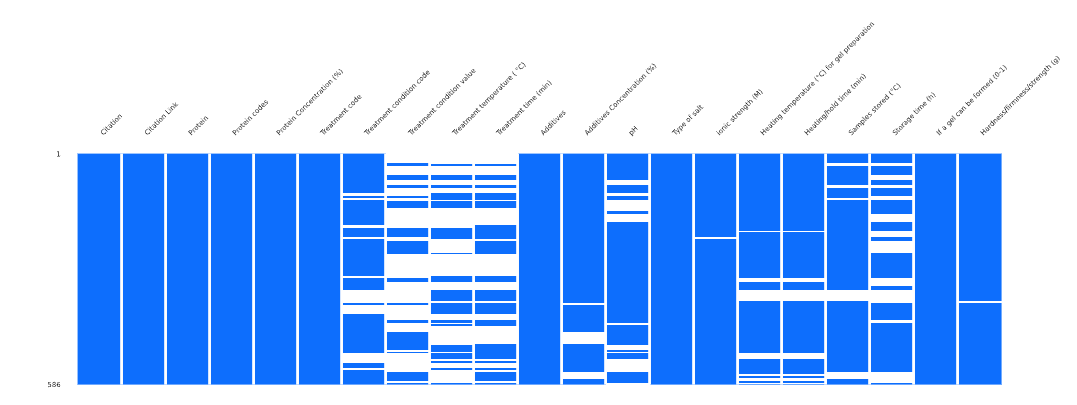 Citation
Citation Link
Protein
Protein codes
Protein Concentration (%)
Treatment code
Treatment condition code
Treatment condition value
Treatment temperature ( °C)
Treatment time (min)
Additives
Additives Concentration (%)
pH
Type of salt
ionic strength (M)
Heating temperature (°C) for gel preparation
Heating/hold time (min)
Samples stored (°C)
Storage time (h)
If a gel can be formed (0-1)
Hardness/firmness/strength (g)
1
586